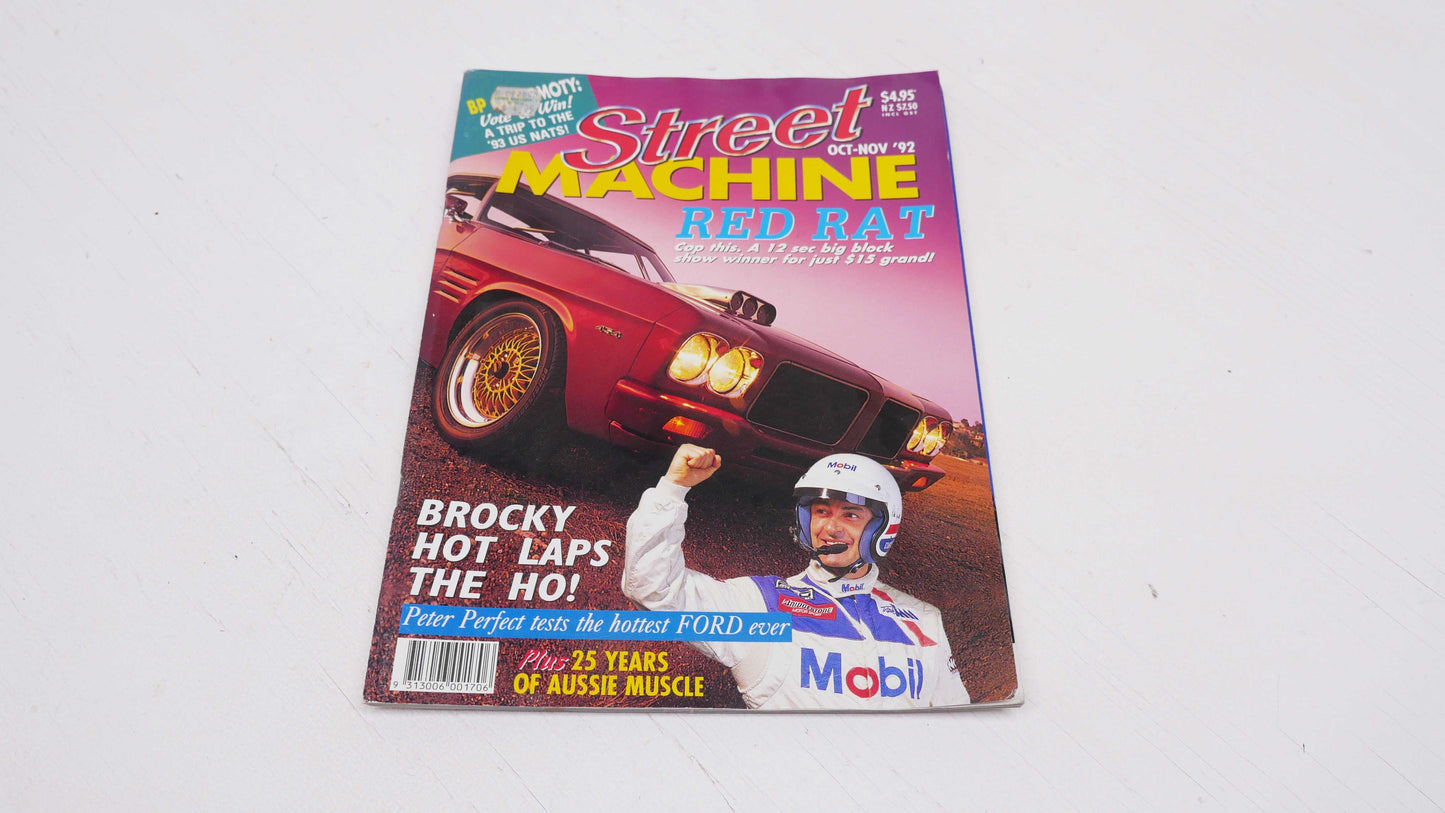 BP MOTY:
Vote & Win!
A TRIP TO THE
'93 US NATS!
Street
MACHINE
$4.95*
NZ $7.50
INCL GST
OCT-NOV '92
RED RAT
Cop this. A 12 sec big block
show winner for just $15 grand!
454
Mobil
BROCKY
HOT LAPS
THE HO!
Mobil
BRIDGESTONE
Peter Perfect tests the hottest FORD ever
Mobil
Plus 25 YEARS
OF AUSSIE MUSCLE
9 313006 001706